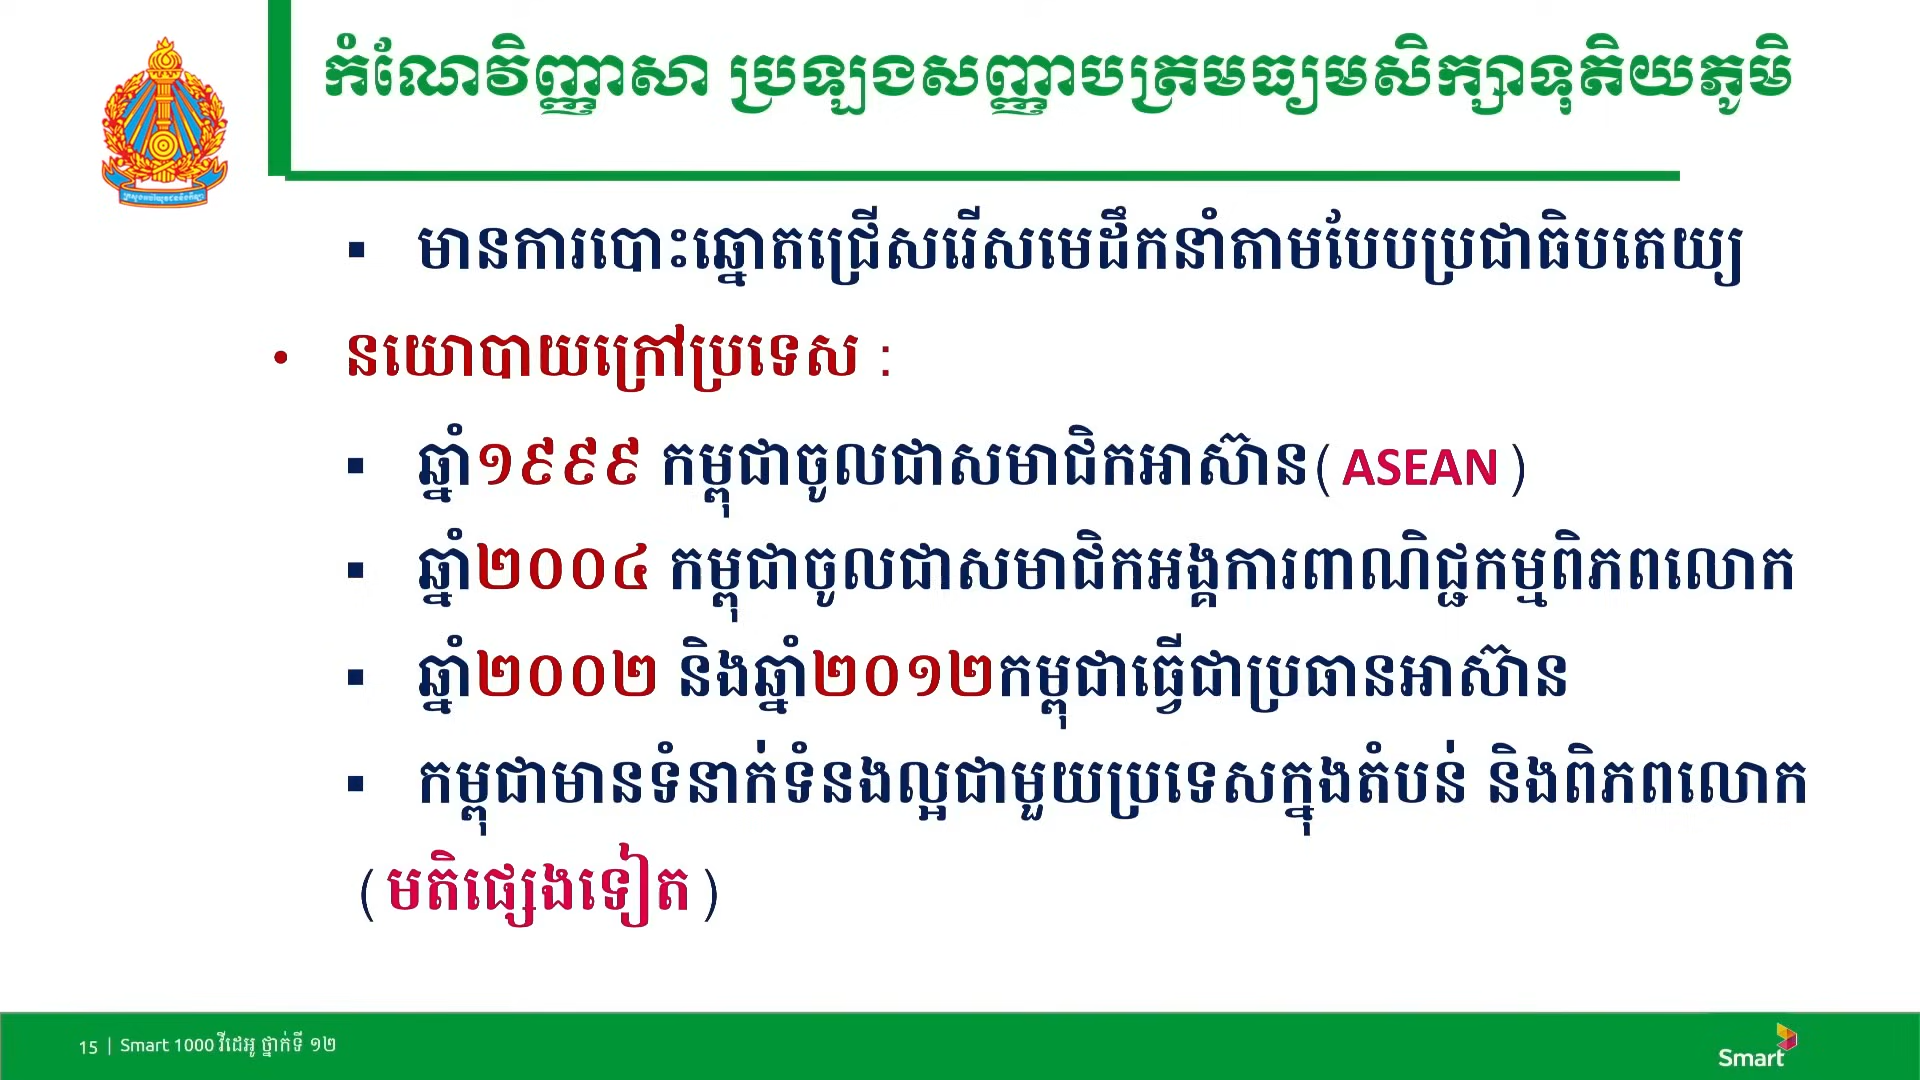 កំណែវិញ្ញាសា ប្រឡងសញ្ញាបត្រមធ្យមសិក្សាទុតិយភូមិ
▪ មានការបោះឆ្នោតជ្រើសរើសមេដឹកនាំតាមបែបប្រជាធិបតេយ្យ
• នយោបាយក្រៅប្រទេស :
▪ ឆ្នាំ១៩៩៩ កម្ពុជាចូលជាសមាជិកអាស៊ាន(ASEAN)
▪ ឆ្នាំ២០០៤ កម្ពុជាចូលជាសមាជិកអង្គការពាណិជ្ជកម្មពិភពលោក
▪ ឆ្នាំ២០០២ និងឆ្នាំ២០១២កម្ពុជាធ្វើជាប្រធានអាស៊ាន
▪ កម្ពុជាមានទំនាក់ទំនងល្អជាមួយប្រទេសក្នុងតំបន់ និងពិភពលោក
(មតិផ្សេងទៀត)
15 | Smart 1000 វីដេអូ ថ្នាក់ទី ១២
Smart